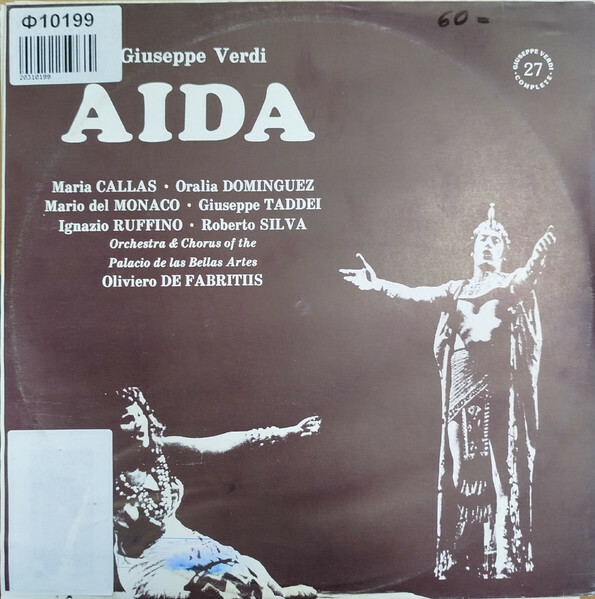 Ф10199
20310199
60=
Giuseppe Verdi
GIUSEPPE VERDI
27
COMPLETE
AIDA
Maria CALLAS • Oralia DOMINGUEZ
Mario del MONACO • Giuseppe TADDEI
Ignazio RUFFINO • Roberto SILVA
Orchestra & Chorus of the
Palacio de las Bellas Artes
Oliviero DE FABRITIIS